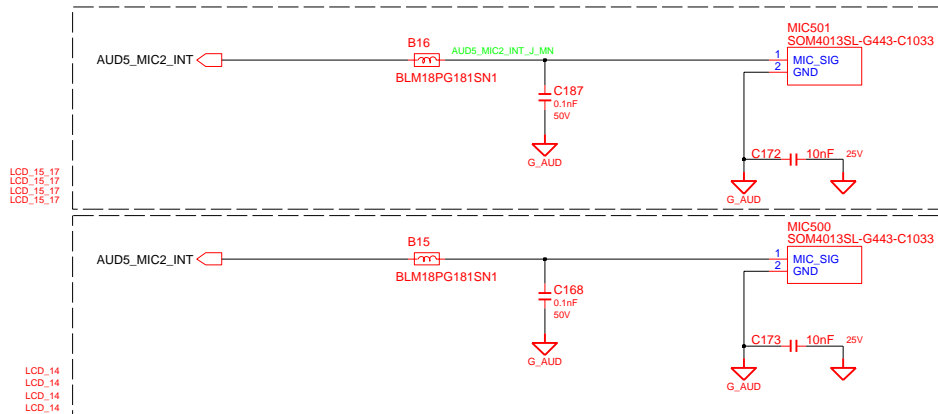 MIC501
SOM4013SL-G443-C1033
B16
AUD5_MIC2_INT_J_MN
AUD5_MIC2_INT
1 MIC_SIG
2 GND
BLM18PG181SN1
C187
0.1nF
50V
G_AUD
C172 10nF 25V
G_AUD
LCD_15_17
LCD_15_17
LCD_15_17
LCD_15_17
MIC500
SOM4013SL-G443-C1033
B15
AUD5_MIC2_INT
1 MIC_SIG
2 GND
BLM18PG181SN1
C168
0.1nF
50V
G_AUD
C173 10nF 25V
G_AUD
LCD_14
LCD_14
LCD_14
LCD_14